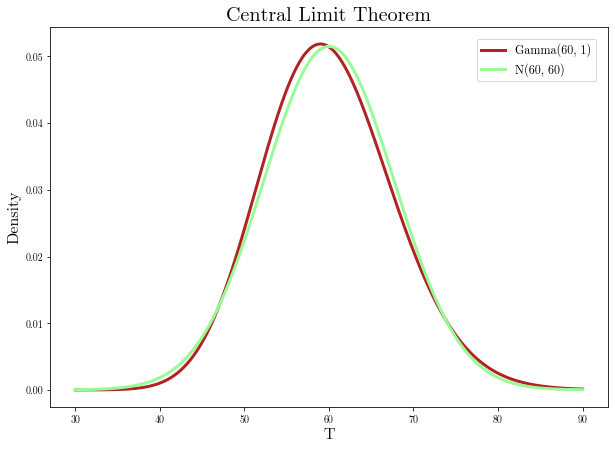 Central Limit Theorem
Gamma(60, 1)
N(60, 60)
Density
0.05
0.04
0.03
0.02
0.01
0.00
30 40 50 60 70 80 90
T